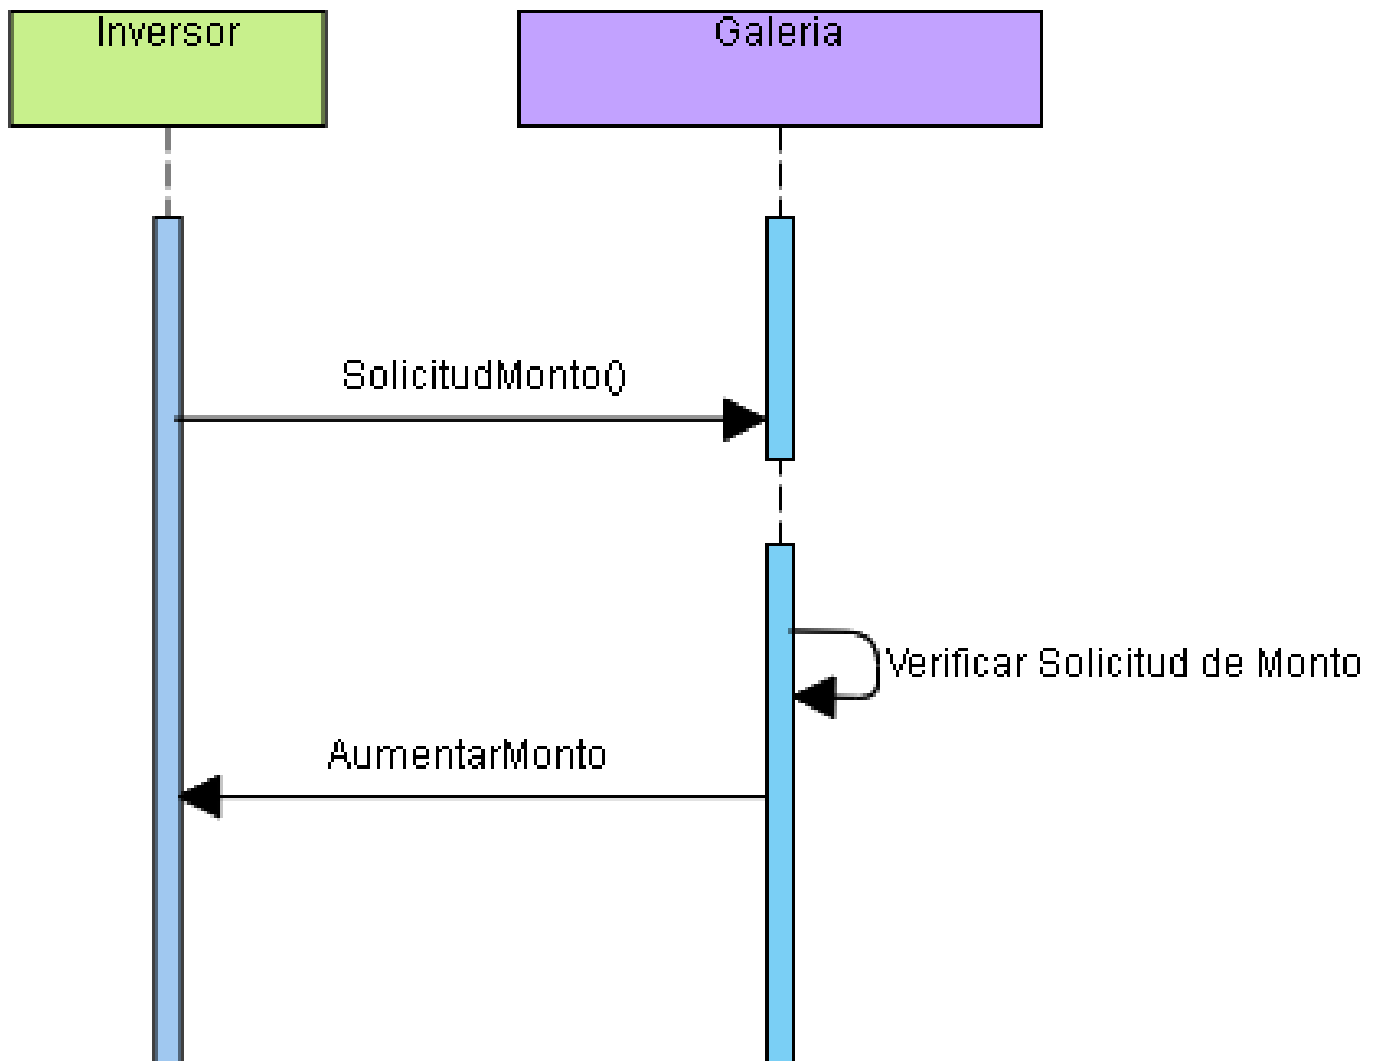 Inversor
Galeria
SolicitudMonto()
Verificar Solicitud de Monto
AumentarMonto